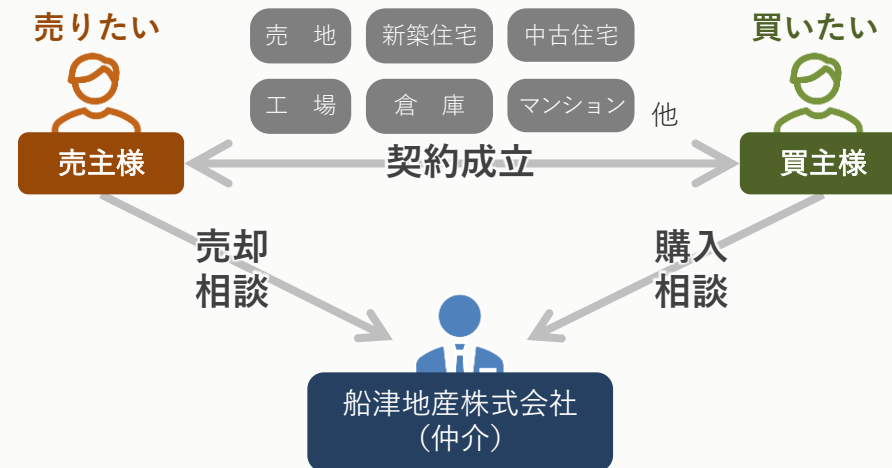 売りたい
売　地
新築住宅
中古住宅
買いたい
工　場
倉　庫
マンション
他
売主様
契約成立
買主様
売却
相談
購入
相談
船津地産株式会社
（仲介）